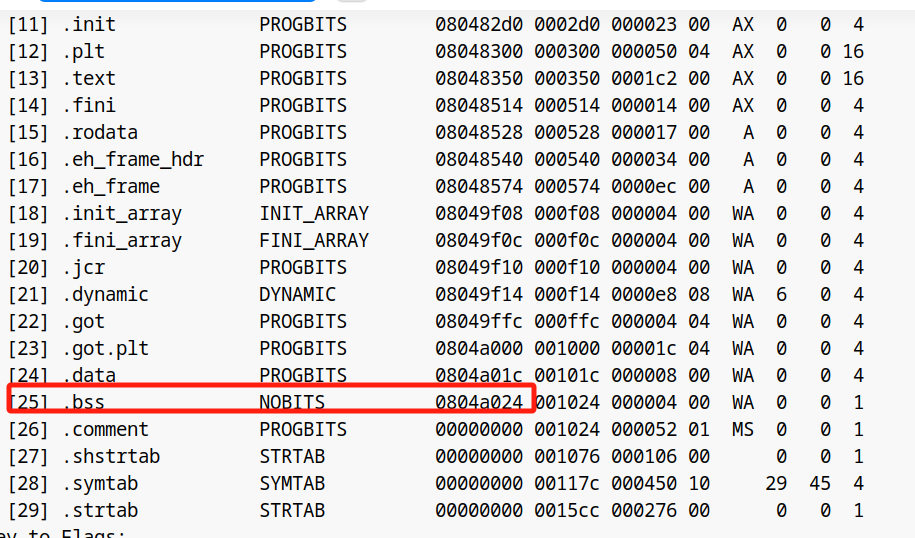 [11] .init PROGBITS 080482d0 0002d0 000023 00 AX 0 0 4
[12] .plt PROGBITS 08048300 000300 000050 04 AX 0 0 16
[13] .text PROGBITS 08048350 000350 0001c2 00 AX 0 0 16
[14] .fini PROGBITS 08048514 000514 000014 00 AX 0 0 4
[15] .rodata PROGBITS 08048528 000528 000017 00 A 0 0 4
[16] .eh_frame_hdr PROGBITS 08048540 000540 000034 00 A 0 0 4
[17] .eh_frame PROGBITS 08048574 000574 0000ec 00 A 0 0 4
[18] .init_array INIT_ARRAY 08049f08 000f08 000004 00 WA 0 0 4
[19] .fini_array FINI_ARRAY 08049f0c 000f0c 000004 00 WA 0 0 4
[20] .jcr PROGBITS 08049f10 000f10 000004 00 WA 0 0 4
[21] .dynamic DYNAMIC 08049f14 000f14 0000e8 08 WA 6 0 4
[22] .got PROGBITS 08049ffc 000ffc 000004 04 WA 0 0 4
[23] .got.plt PROGBITS 0804a000 001000 00001c 04 WA 0 0 4
[24] .data PROGBITS 0804a01c 00101c 000008 00 WA 0 0 4
[25] .bss NOBITS 0804a024 001024 000004 00 WA 0 0 1
[26] .comment PROGBITS 00000000 001024 000052 01 MS 0 0 1
[27] .shstrtab STRTAB 00000000 001076 000106 00 0 0 1
[28] .symtab SYMTAB 00000000 00117c 000450 10 29 45 4
[29] .strtab STRTAB 00000000 0015cc 000276 00 0 0 1
ey to Flags: